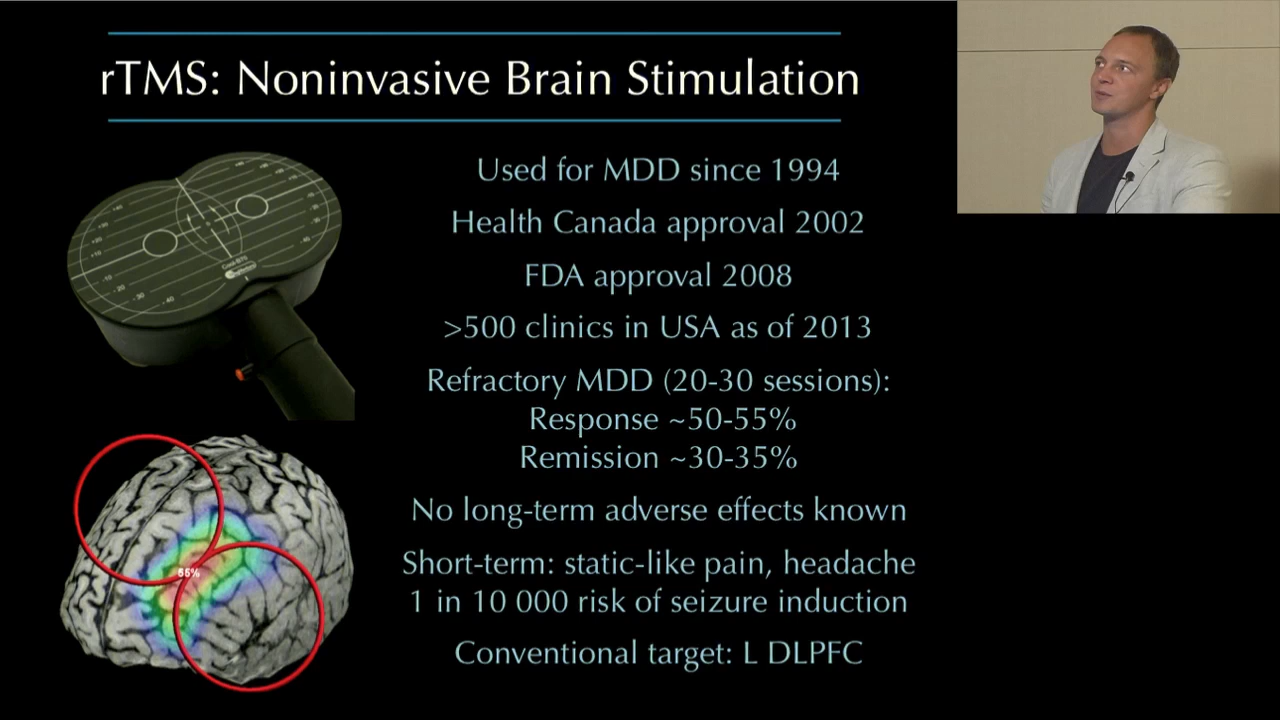 rTMS: Noninvasive Brain Stimulation
Used for MDD since 1994
Health Canada approval 2002
FDA approval 2008
>500 clinics in USA as of 2013
Refractory MDD (20-30 sessions):
Response ~50-55%
Remission ~30-35%
No long-term adverse effects known
Short-term: static-like pain, headache
1 in 10 000 risk of seizure induction
Conventional target: L DLPFC
55%